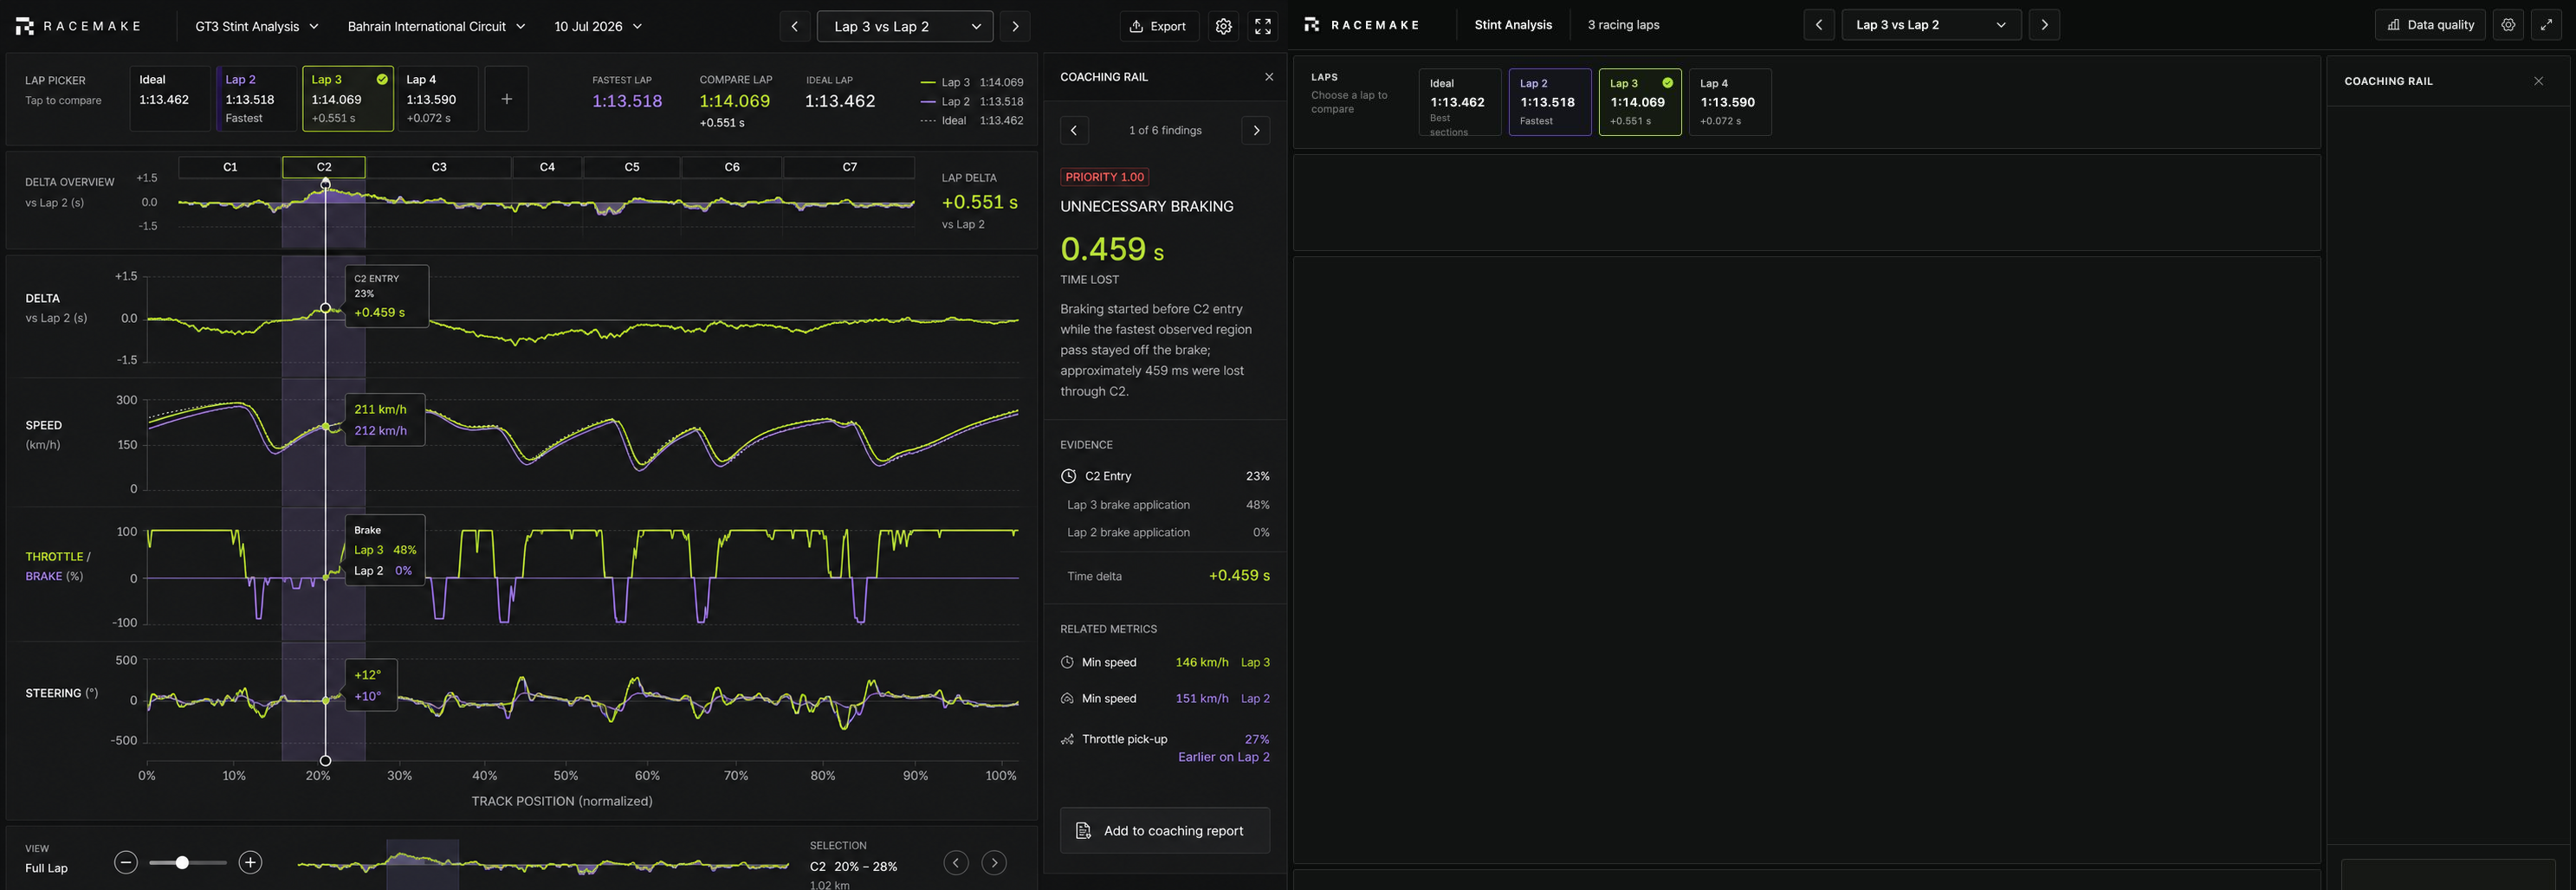 RACEMAKE
GT3 Stint Analysis
Bahrain International Circuit
10 Jul 2026
Lap 3 vs Lap 2
Export
LAP PICKER
Tap to compare
Ideal
1:13.462
Lap 2
1:13.518
Fastest
Lap 3
1:14.069
+0.551 s
Lap 4
1:13.590
+0.072 s
+
FASTEST LAP
1:13.518
COMPARE LAP
1:14.069
+0.551 s
IDEAL LAP
1:13.462
Lap 3 1:14.069
Lap 2 1:13.518
Ideal 1:13.462
DELTA OVERVIEW
vs Lap 2 (s)
+1.5
0.0
-1.5
C1
C2
C3
C4
C5
C6
C7
LAP DELTA
+0.551 s
vs Lap 2
DELTA
vs Lap 2 (s)
+1.5
0.0
-1.5
C2 ENTRY
23%
+0.459 s
SPEED
(km/h)
300
150
0
211 km/h
212 km/h
THROTTLE /
BRAKE (%)
100
0
-100
Brake
Lap 3 48%
Lap 2 0%
STEERING (°)
500
0
-500
+12°
+10°
0% 10% 20% 30% 40% 50% 60% 70% 80% 90% 100%
TRACK POSITION (normalized)
VIEW
Full Lap
SELECTION
C2 20% – 28%
1.02 km
COACHING RAIL
1 of 6 findings
PRIORITY 1.00
UNNECESSARY BRAKING
0.459 s
TIME LOST
Braking started before C2 entry
while the fastest observed region
pass stayed off the brake;
approximately 459 ms were lost
through C2.
EVIDENCE
C2 Entry 23%
Lap 3 brake application 48%
Lap 2 brake application 0%
Time delta +0.459 s
RELATED METRICS
Min speed 146 km/h Lap 3
Min speed 151 km/h Lap 2
Throttle pick-up 27%
Earlier on Lap 2
Add to coaching report
RACEMAKE
Stint Analysis
3 racing laps
Lap 3 vs Lap 2
Data quality
LAPS
Choose a lap to
compare
Ideal
1:13.462
Best
sections
Lap 2
1:13.518
Fastest
Lap 3
1:14.069
+0.551 s
Lap 4
1:13.590
+0.072 s
COACHING RAIL